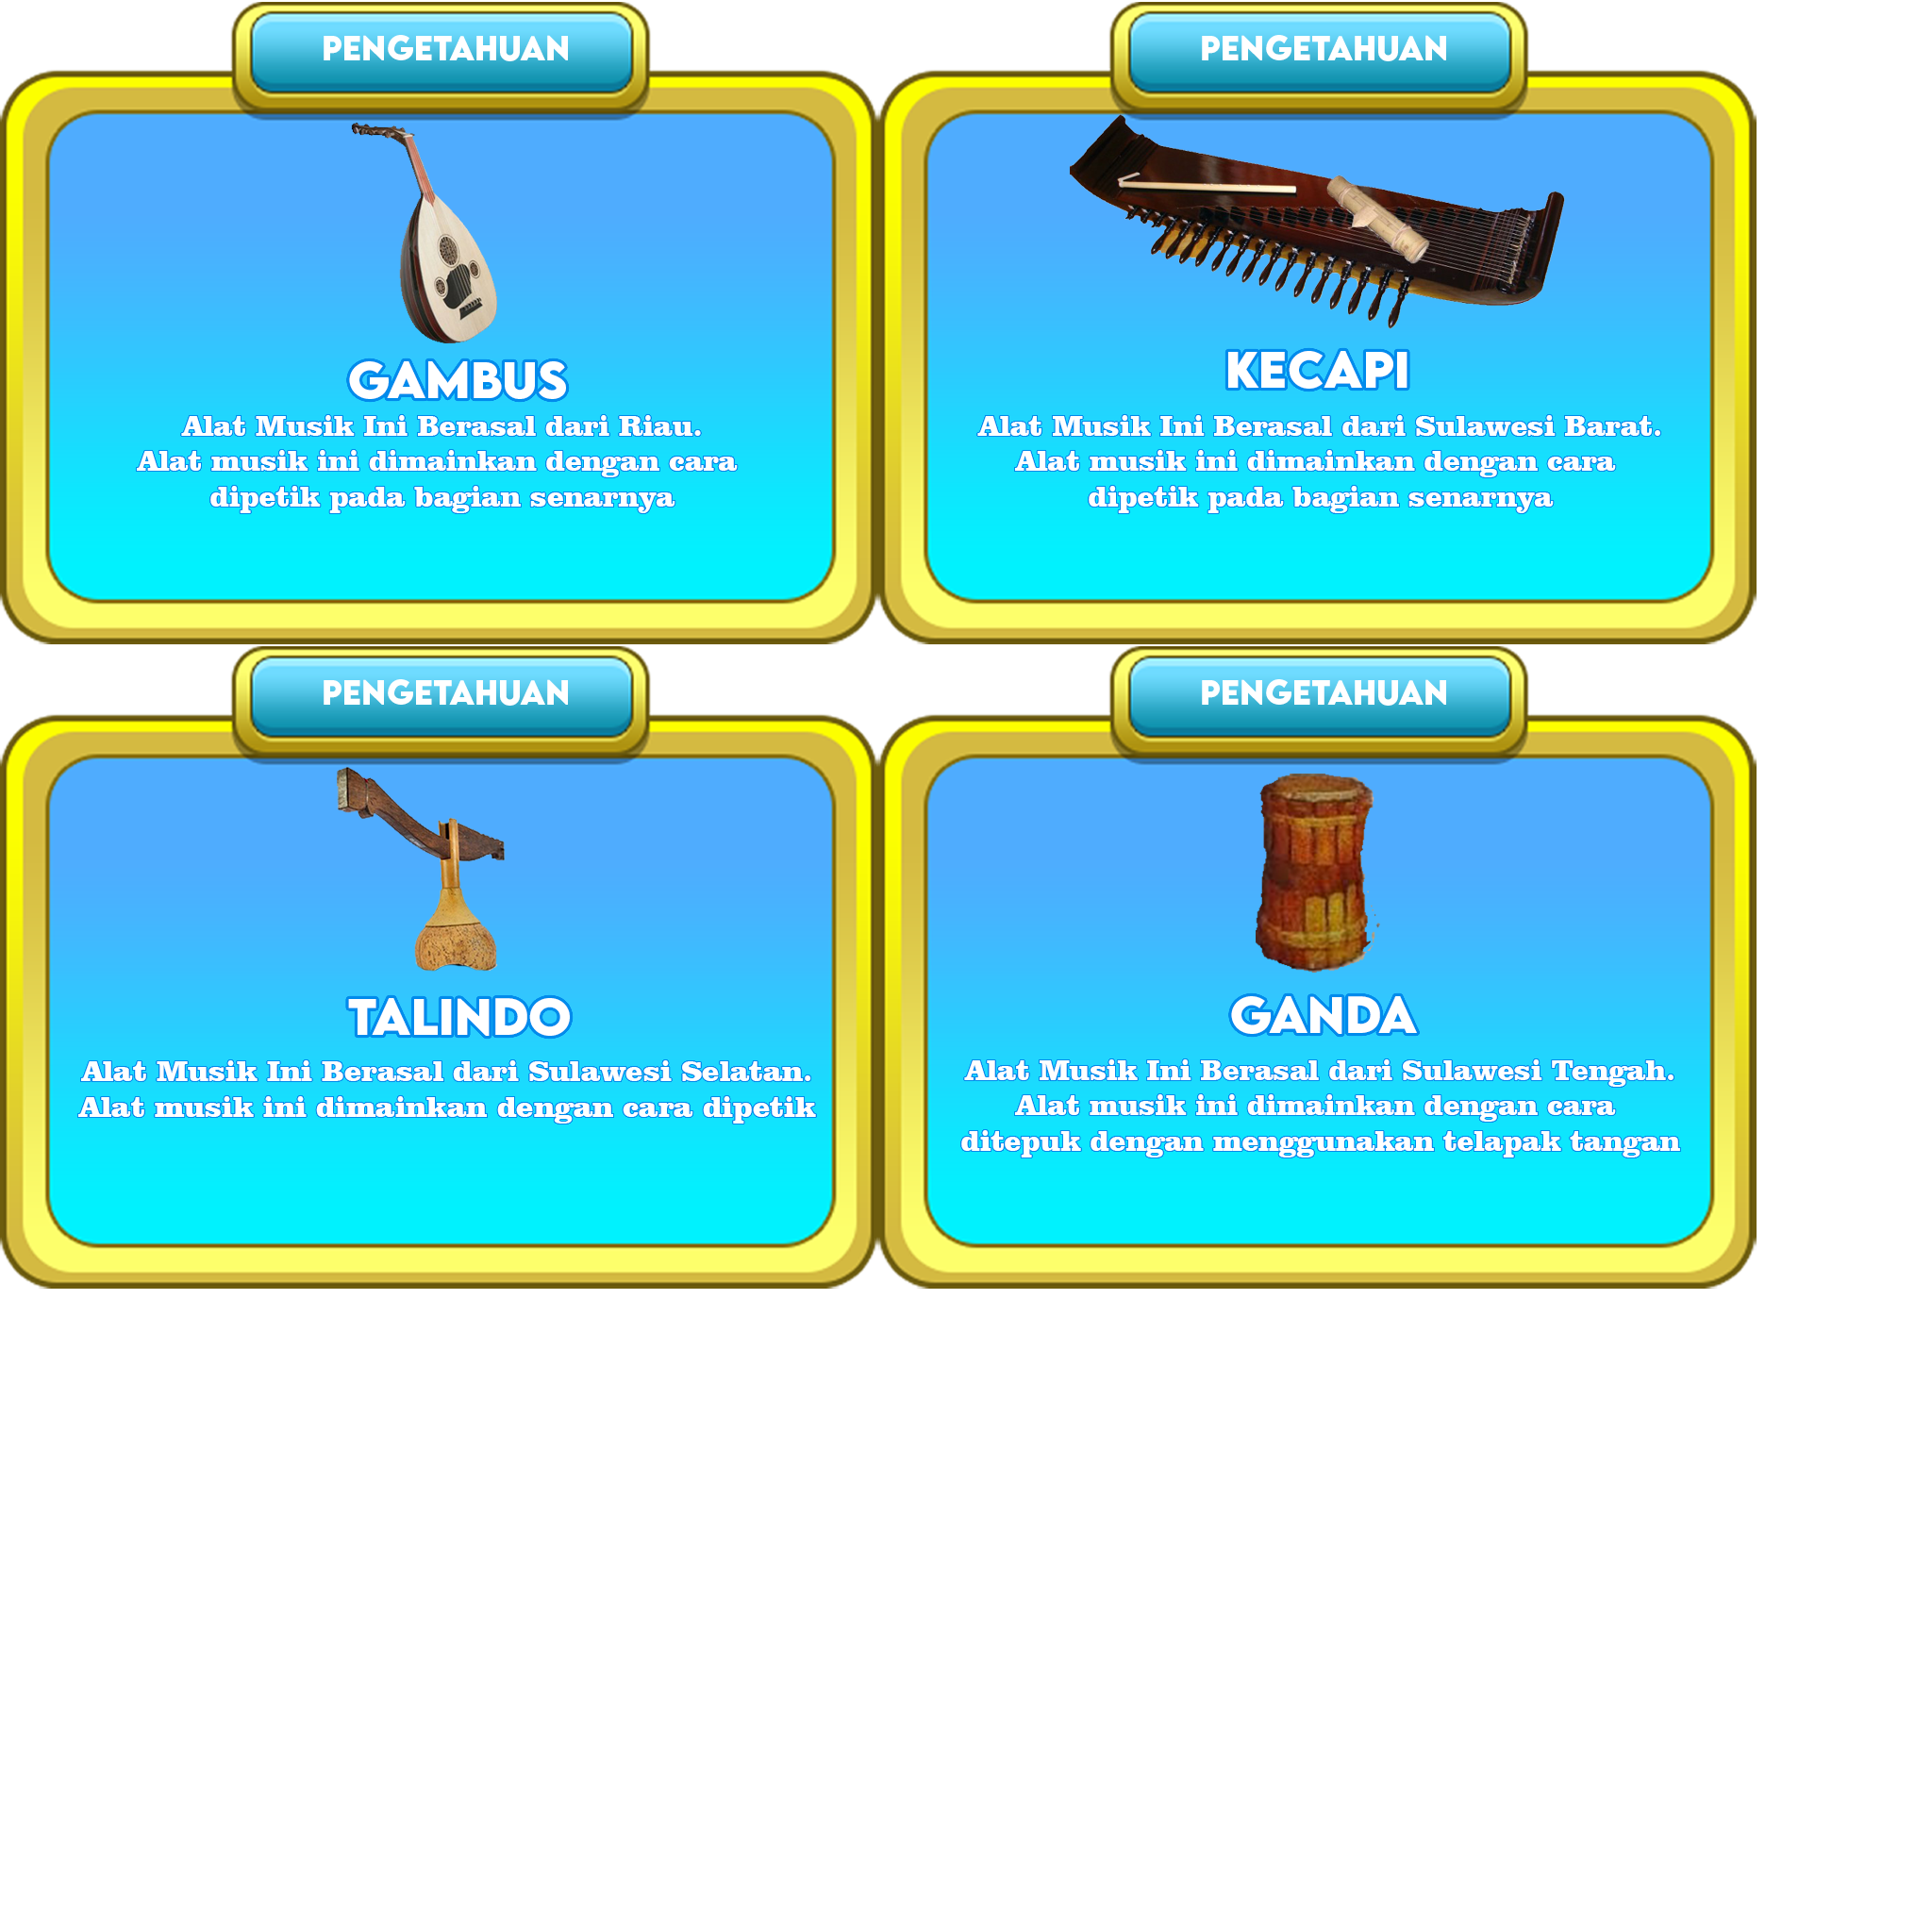 PENGETAHUAN
GAMBUS
Alat Musik Ini Berasal dari Riau.
Alat musik ini dimainkan dengan cara
dipetik pada bagian senarnya
PENGETAHUAN
KECAPI
Alat Musik Ini Berasal dari Sulawesi Barat.
Alat musik ini dimainkan dengan cara
dipetik pada bagian senarnya
PENGETAHUAN
TALINDO
Alat Musik Ini Berasal dari Sulawesi Selatan.
Alat musik ini dimainkan dengan cara dipetik
PENGETAHUAN
GANDA
Alat Musik Ini Berasal dari Sulawesi Tengah.
Alat musik ini dimainkan dengan cara
ditepuk dengan menggunakan telapak tangan